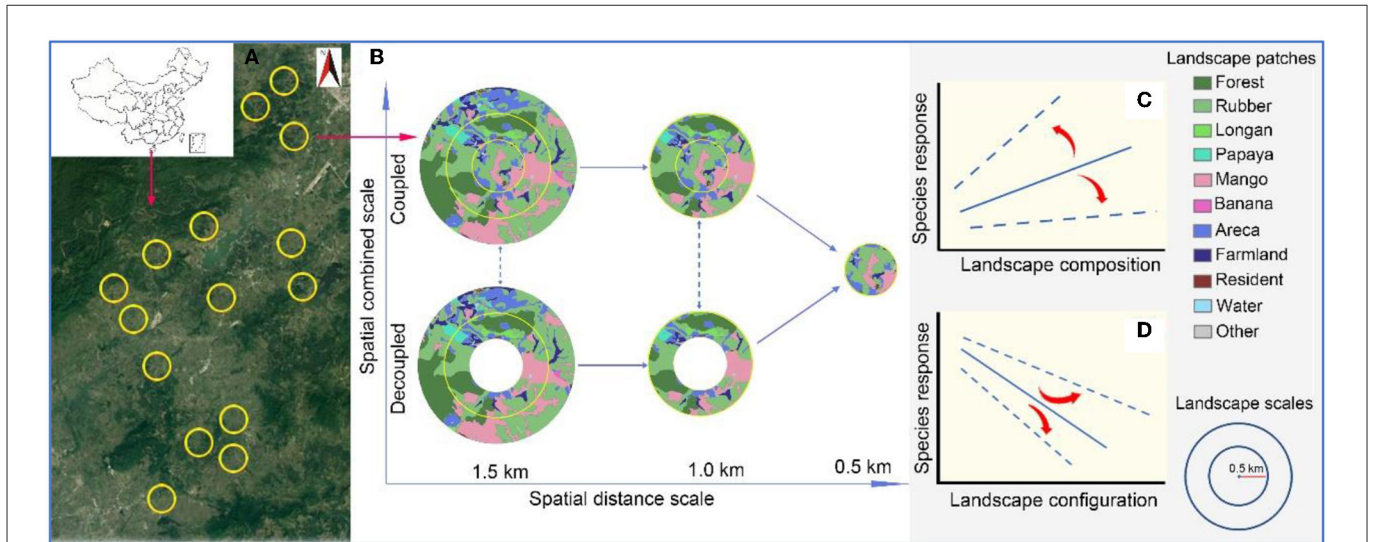 A
N
B
Spatial combined scale
Coupled
Decoupled
1.5 km
1.0 km
0.5 km
Spatial distance scale
C
Species response
Landscape composition
D
Species response
Landscape configuration
Landscape patches
Forest
Rubber
Longan
Papaya
Mango
Banana
Areca
Farmland
Resident
Water
Other
Landscape scales
0.5 km